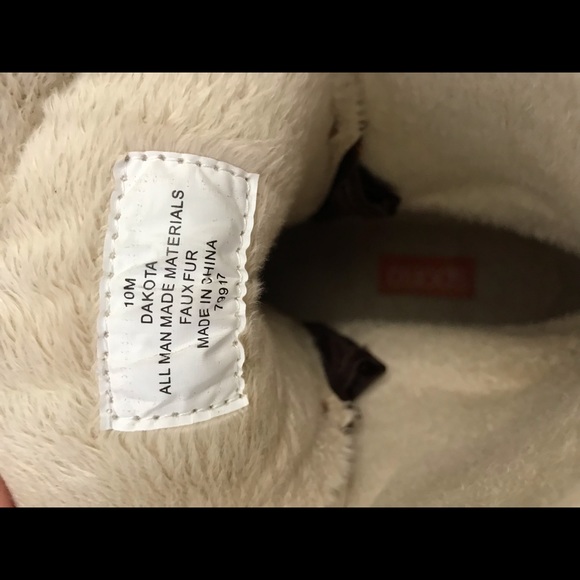 10M
DAKOTA
ALL MAN MADE MATERIALS
FAUX FUR
MADE IN CHINA
79917